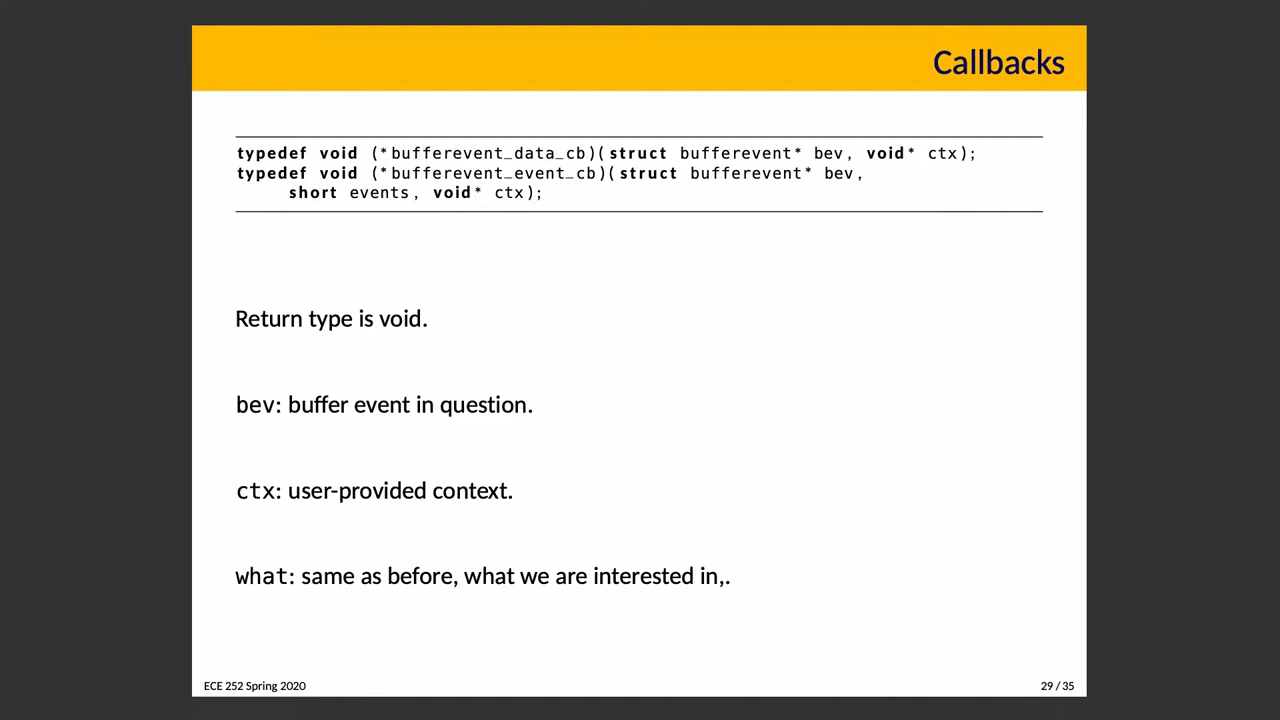 Callbacks
typedef void (*bufferevent_data_cb)(struct bufferevent* bev, void* ctx);
typedef void (*bufferevent_event_cb)(struct bufferevent* bev,
short events, void* ctx);
Return type is void.
bev: buffer event in question.
ctx: user-provided context.
what: same as before, what we are interested in,.
ECE 252 Spring 2020
29 / 35